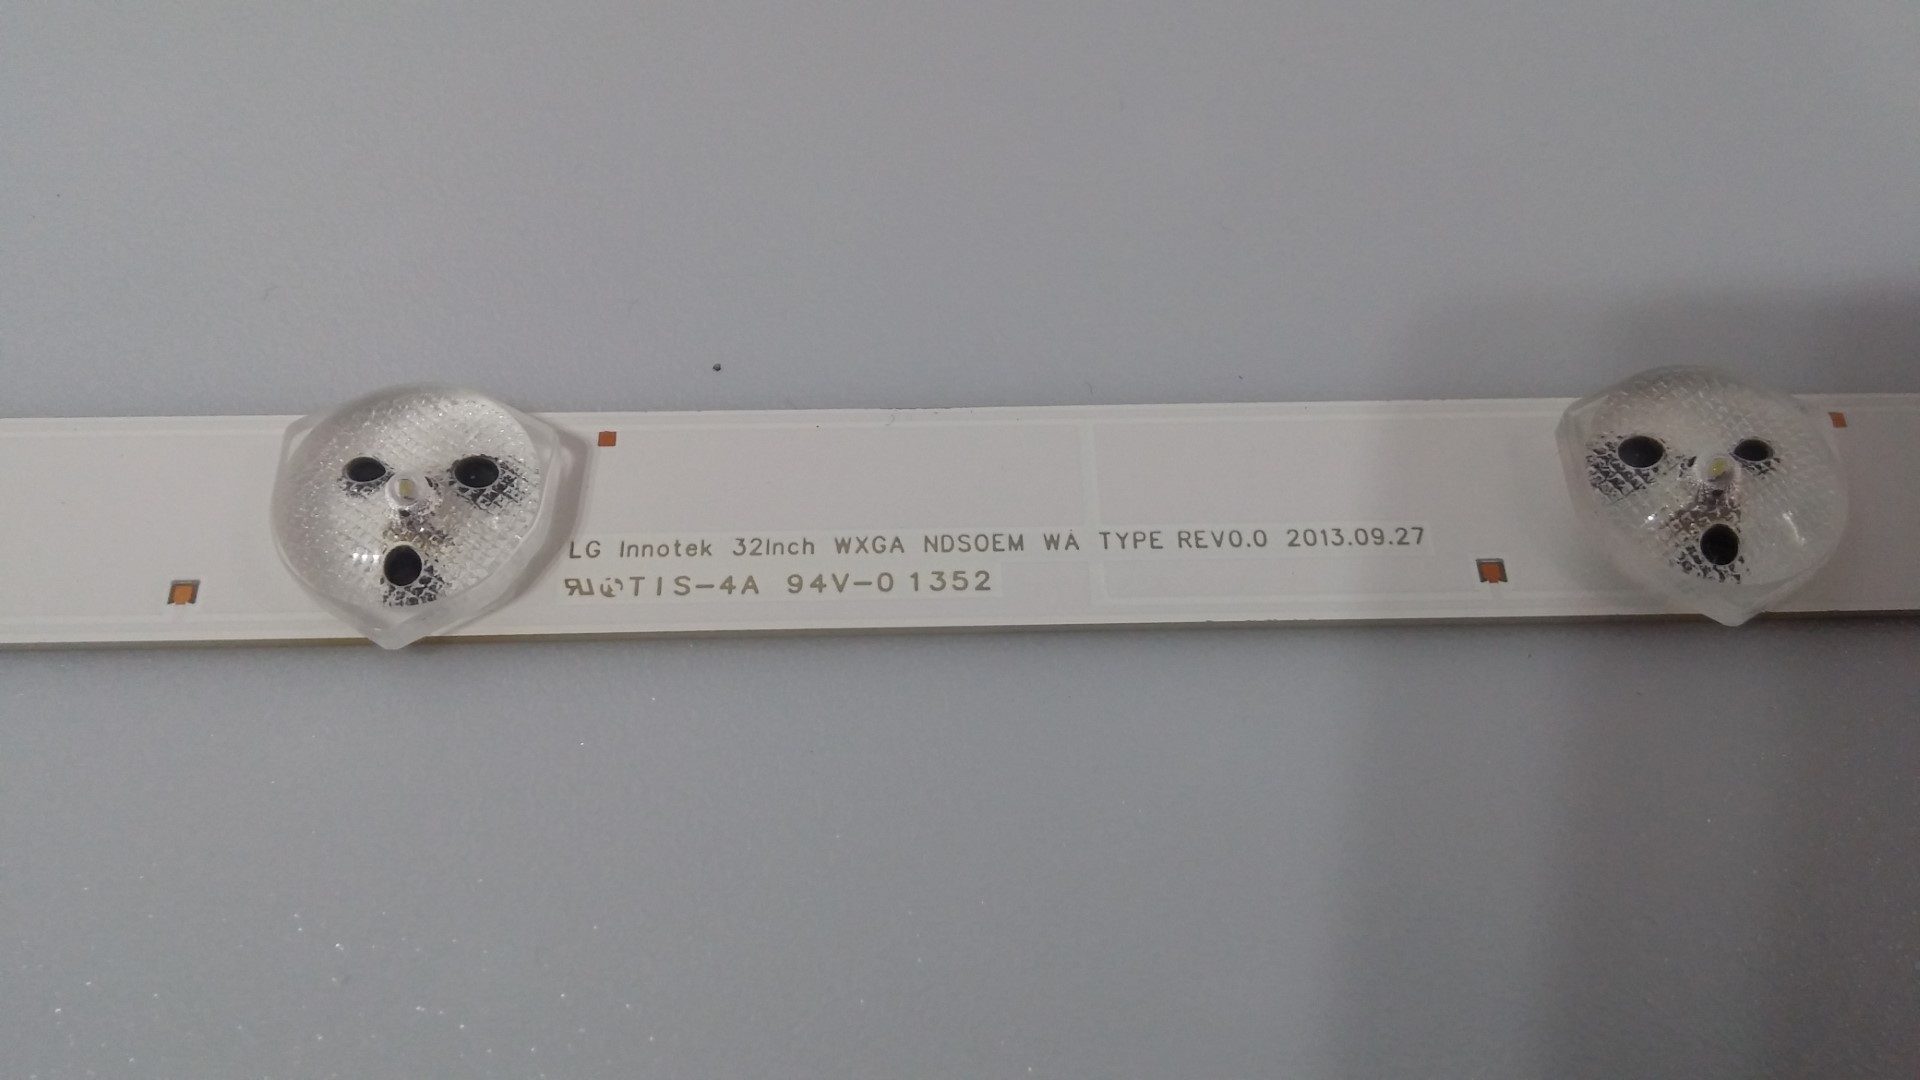 LG Innotek 32Inch WXGA NDSOEM WA TYPE REV0.0 2013.09.27
TIS-4A 94V-0 1352